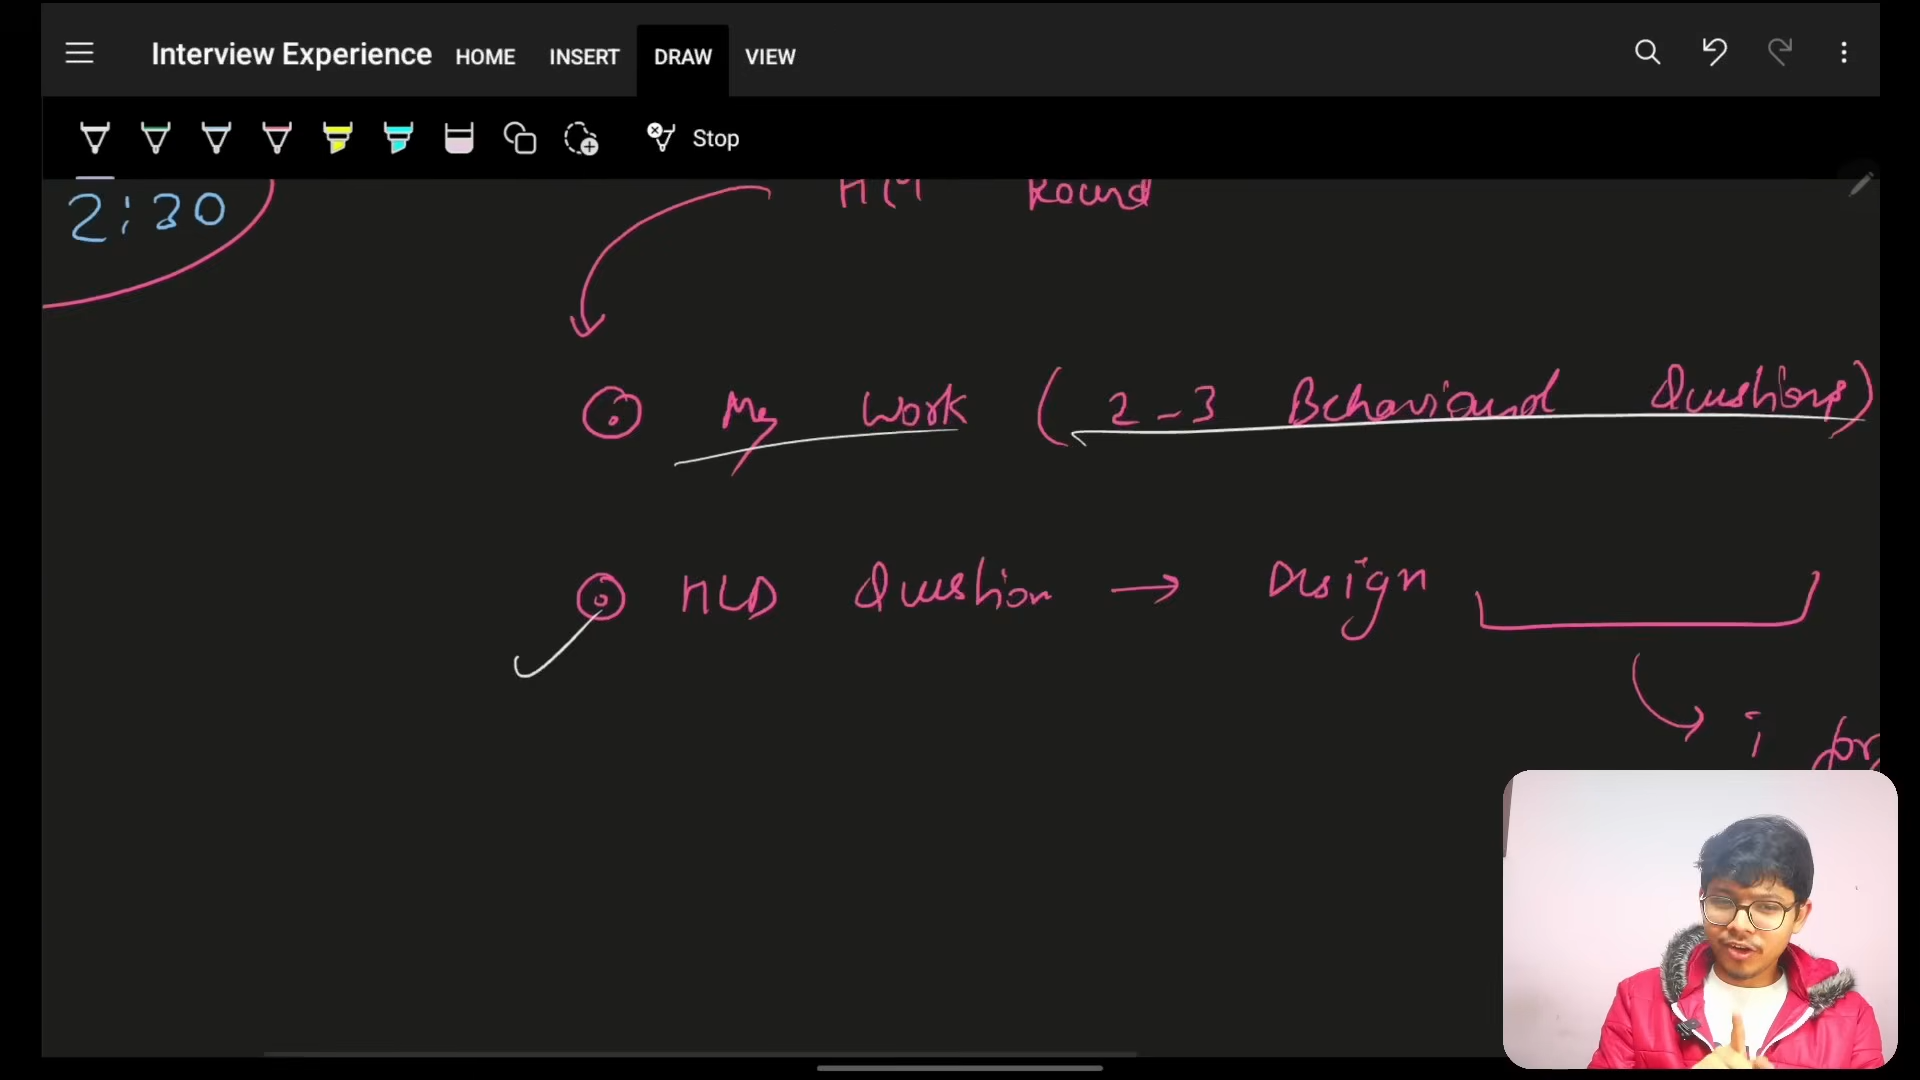 Interview Experience HOME INSERT DRAW VIEW
Stop
2:30
HM Round
My Work (2-3 Behavioural Questions)
HLD Question → Design
i for